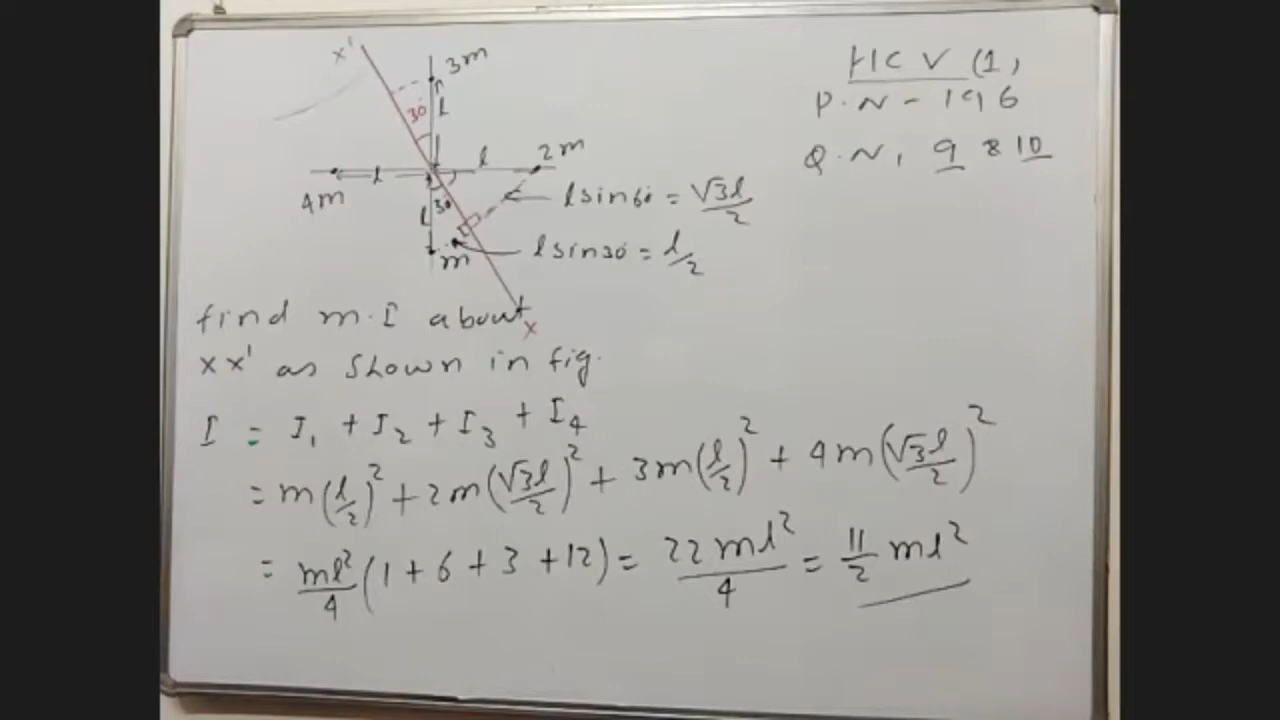 HCV (1)
P.N - 196
Q.N, 9 & 10
x'
3m
30
l
l
l
2m
4m
l
30
m
x
l sin60 = √3l/2
l sin30 = l/2
find m.I about
xx' as shown in fig.
I = I₁ + I₂ + I₃ + I₄
= m(l/2)² + 2m(√3l/2)² + 3m(l/2)² + 4m(√3l/2)²
= ml²/4 (1 + 6 + 3 + 12) = 22ml²/4 = 11/2 ml²